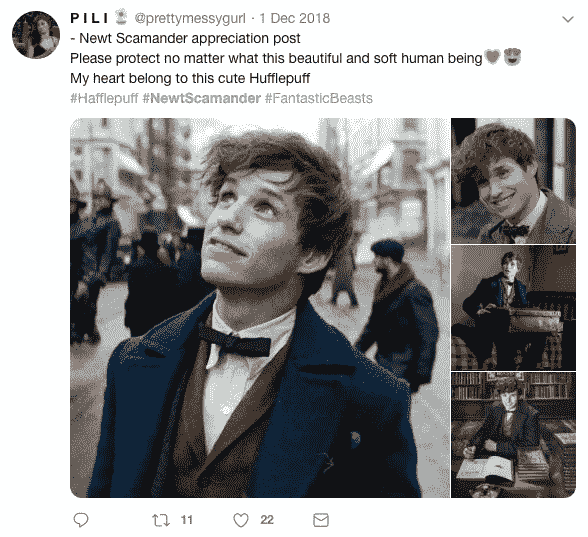 P I L I @prettymessygurl · 1 Dec 2018
- Newt Scamander appreciation post
Please protect no matter what this beautiful and soft human being
My heart belong to this cute Hufflepuff
#Hafflepuff #NewtScamander #FantasticBeasts
11 22